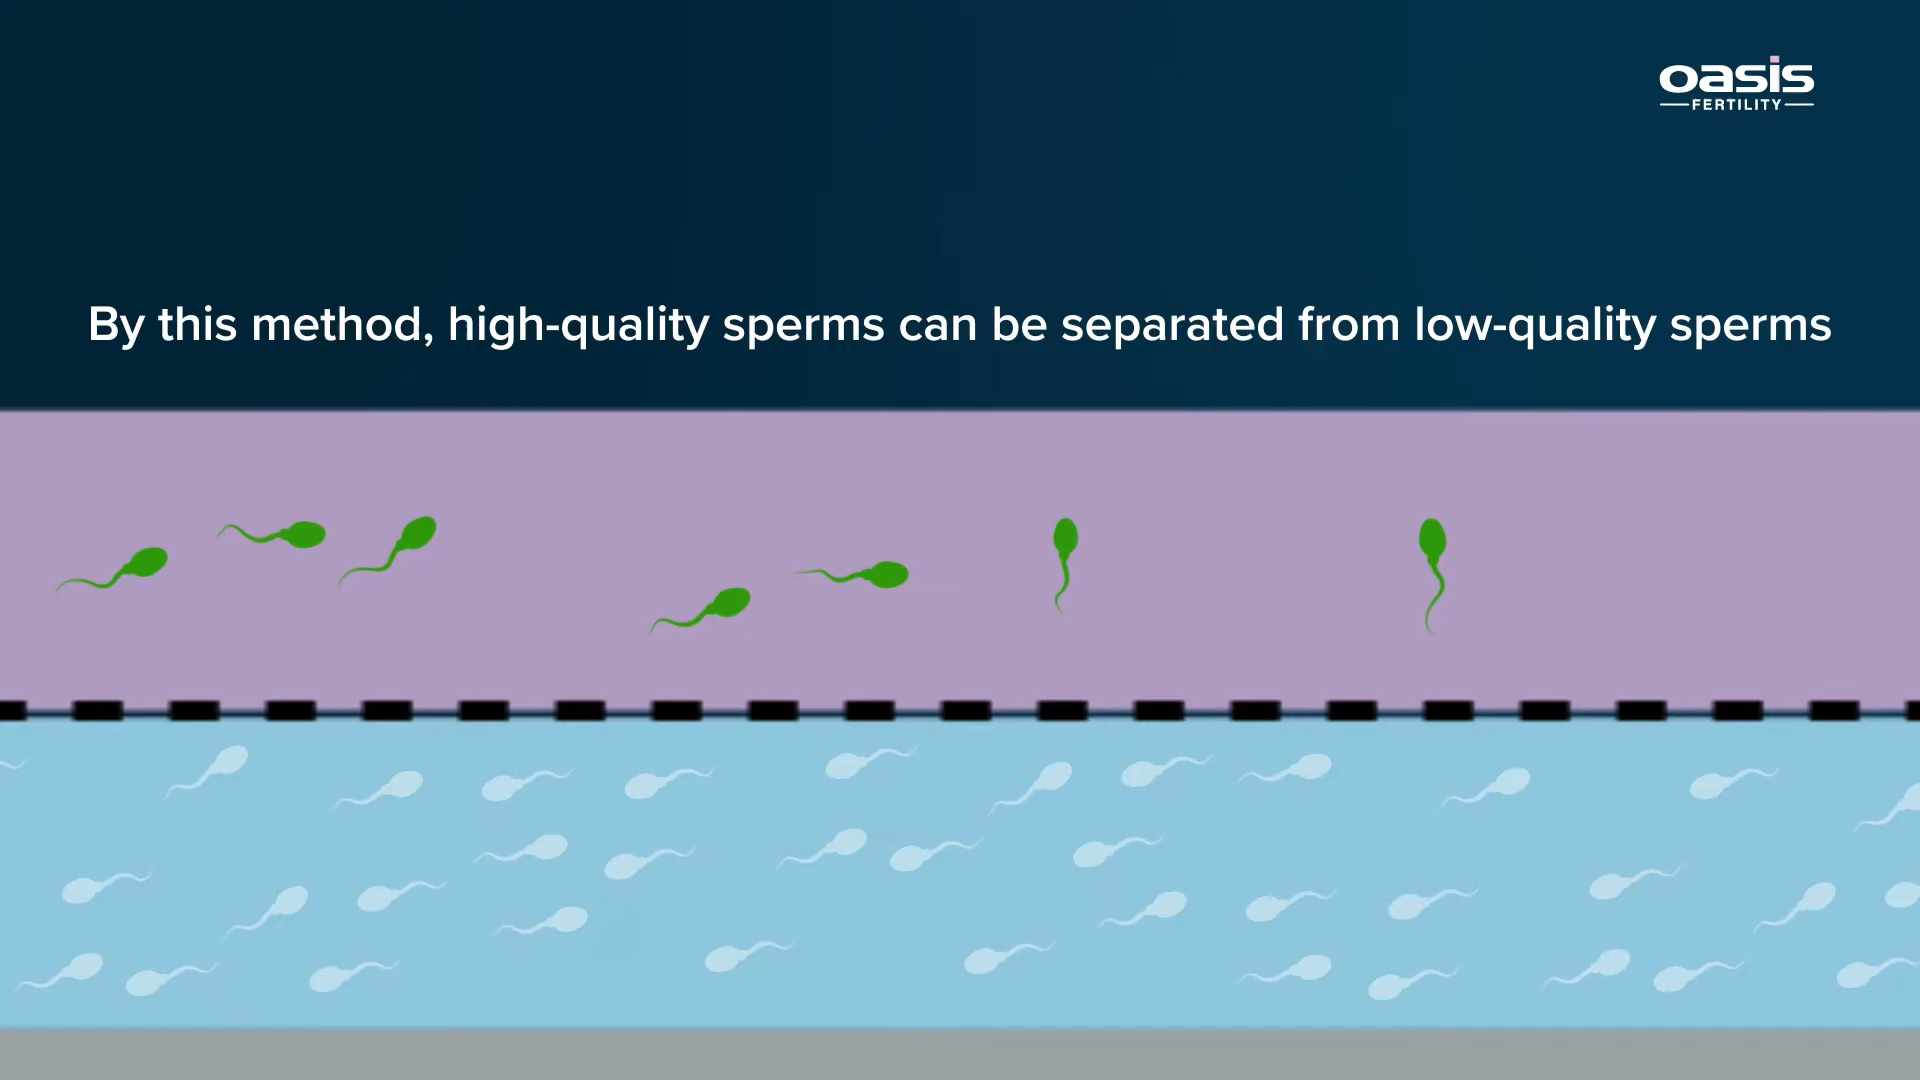 oasis
FERTILITY
By this method, high-quality sperms can be separated from low-quality sperms